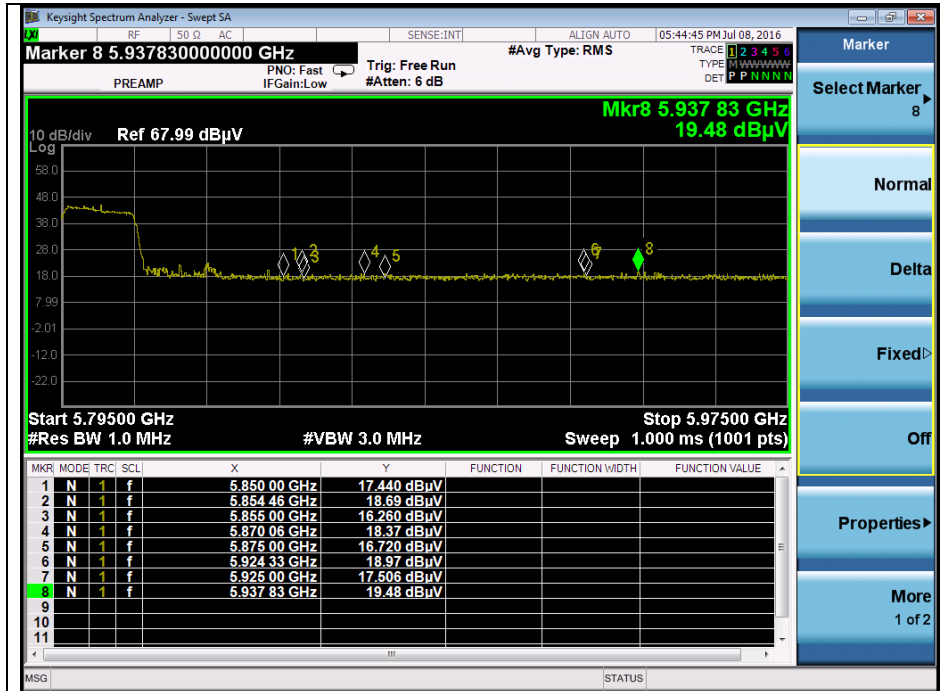 Keysight Spectrum Analyzer - Swept SA
LXI RF 50 Ω AC SENSE:INT ALIGN AUTO 05:44:45 PM Jul 08, 2016
Marker 8 5.937830000000 GHz
PREAMP
PNO: Fast
IFGain:Low
Trig: Free Run
#Atten: 6 dB
#Avg Type: RMS
TRACE 1 2 3 4 5 6
TYPE M WWWWW
DET P P N N N N
Mkr8 5.937 83 GHz
19.48 dBµV
10 dB/div Ref 67.99 dBµV
Log
58.0
48.0
38.0
28.0
18.0
7.99
-2.01
-12.0
-22.0
1 2 3 4 5 6 7 8
Start 5.79500 GHz Stop 5.97500 GHz
#Res BW 1.0 MHz #VBW 3.0 MHz Sweep 1.000 ms (1001 pts)
MKR MODE TRC SCL X Y FUNCTION FUNCTION WIDTH FUNCTION VALUE
1 N 1 f 5.850 00 GHz 17.440 dBµV
2 N 1 f 5.854 46 GHz 18.69 dBµV
3 N 1 f 5.855 00 GHz 16.260 dBµV
4 N 1 f 5.870 06 GHz 18.37 dBµV
5 N 1 f 5.875 00 GHz 16.720 dBµV
6 N 1 f 5.924 33 GHz 18.97 dBµV
7 N 1 f 5.925 00 GHz 17.506 dBµV
8 N 1 f 5.937 83 GHz 19.48 dBµV
9
10
11
MSG STATUS
Marker
Select Marker
8
Normal
Delta
Fixed
Off
Properties
More
1 of 2